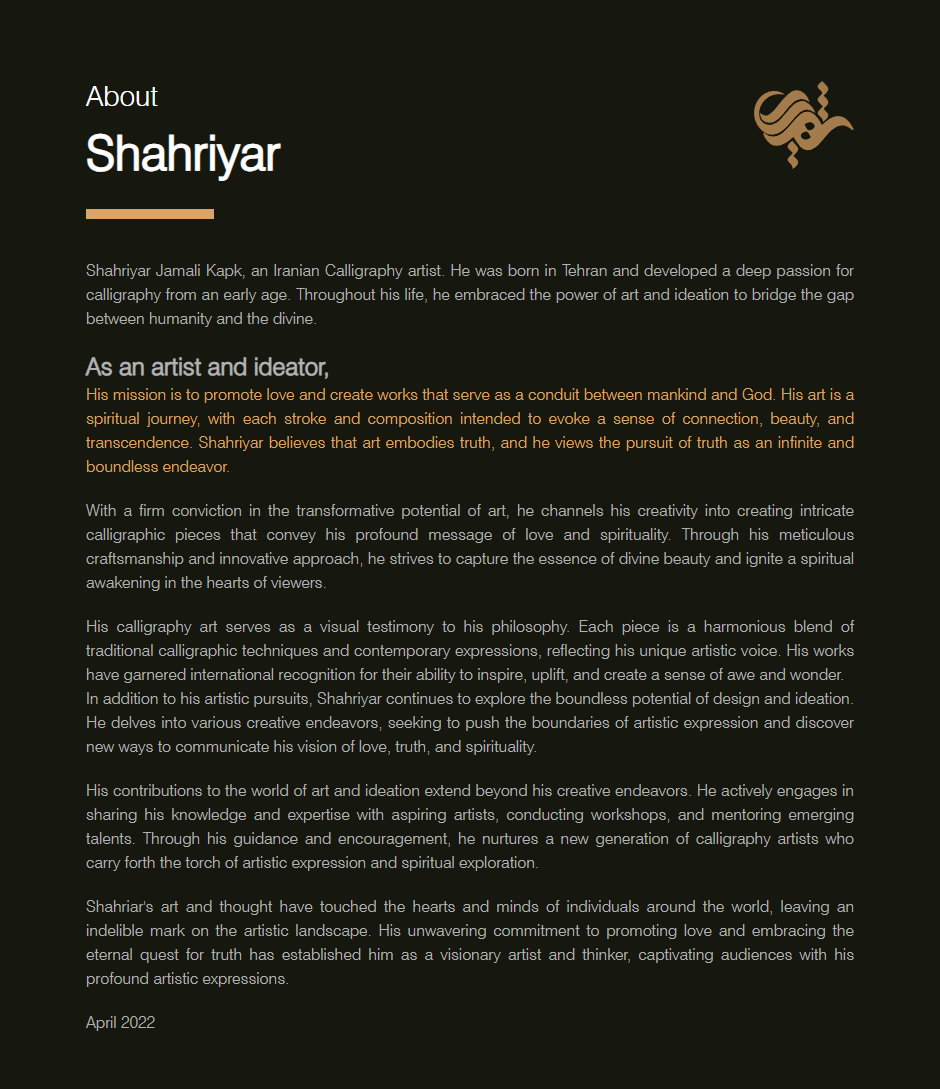 About
Shahriyar
Shahriyar Jamali Kapk, an Iranian Calligraphy artist. He was born in Tehran and developed a deep passion for
calligraphy from an early age. Throughout his life, he embraced the power of art and ideation to bridge the gap
between humanity and the divine.
As an artist and ideator,
His mission is to promote love and create works that serve as a conduit between mankind and God. His art is a
spiritual journey, with each stroke and composition intended to evoke a sense of connection, beauty, and
transcendence. Shahriyar believes that art embodies truth, and he views the pursuit of truth as an infinite and
boundless endeavor.
With a firm conviction in the transformative potential of art, he channels his creativity into creating intricate
calligraphic pieces that convey his profound message of love and spirituality. Through his meticulous
craftsmanship and innovative approach, he strives to capture the essence of divine beauty and ignite a spiritual
awakening in the hearts of viewers.
His calligraphy art serves as a visual testimony to his philosophy. Each piece is a harmonious blend of
traditional calligraphic techniques and contemporary expressions, reflecting his unique artistic voice. His works
have garnered international recognition for their ability to inspire, uplift, and create a sense of awe and wonder.
In addition to his artistic pursuits, Shahriyar continues to explore the boundless potential of design and ideation.
He delves into various creative endeavors, seeking to push the boundaries of artistic expression and discover
new ways to communicate his vision of love, truth, and spirituality.
His contributions to the world of art and ideation extend beyond his creative endeavors. He actively engages in
sharing his knowledge and expertise with aspiring artists, conducting workshops, and mentoring emerging
talents. Through his guidance and encouragement, he nurtures a new generation of calligraphy artists who
carry forth the torch of artistic expression and spiritual exploration.
Shahriar's art and thought have touched the hearts and minds of individuals around the world, leaving an
indelible mark on the artistic landscape. His unwavering commitment to promoting love and embracing the
eternal quest for truth has established him as a visionary artist and thinker, captivating audiences with his
profound artistic expressions.
April 2022